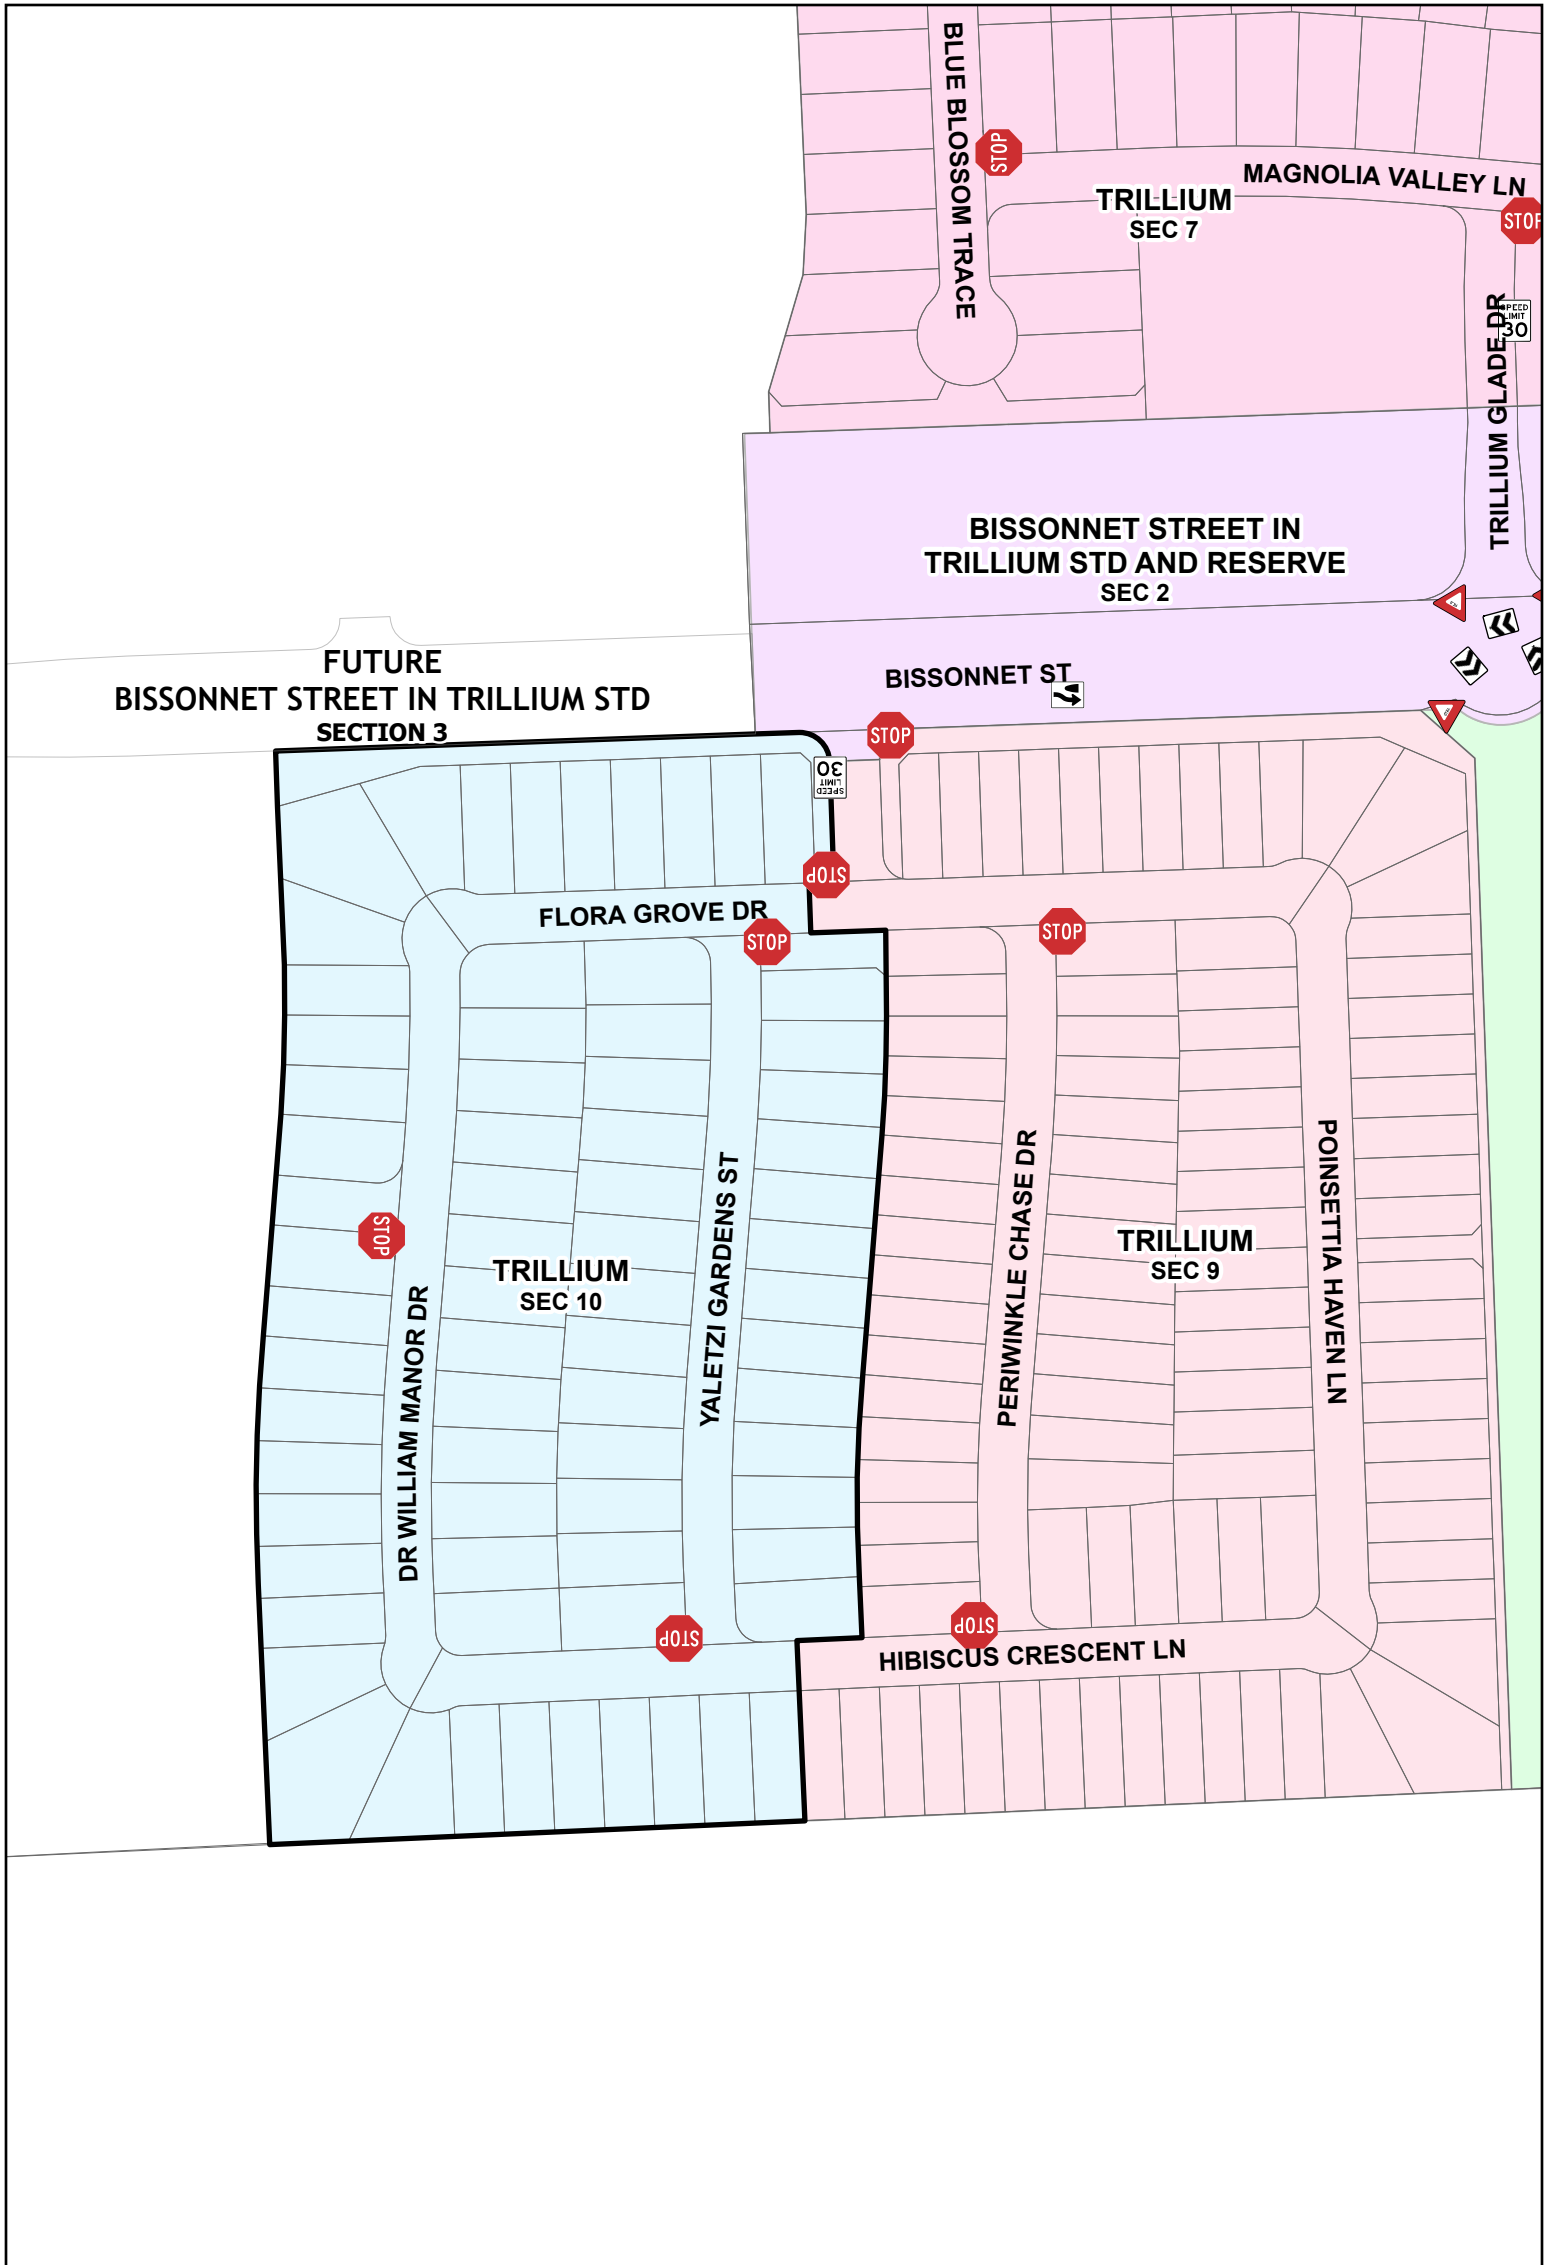 BLUE BLOSSOM TRACE
STOP
MAGNOLIA VALLEY LN
TRILLIUM
SEC 7
STOP
SPEED
LIMIT
30
TRILLIUM GLADE DR
BISSONNET STREET IN
TRILLIUM STD AND RESERVE
SEC 2
FUTURE
BISSONNET STREET IN TRILLIUM STD
SECTION 3
BISSONNET ST
STOP
SPEED
LIMIT
30
STOP
FLORA GROVE DR
STOP
STOP
STOP
DR WILLIAM MANOR DR
TRILLIUM
SEC 10
YALETZI GARDENS ST
PERIWINKLE CHASE DR
TRILLIUM
SEC 9
POINSETTIA HAVEN LN
STOP
STOP
HIBISCUS CRESCENT LN